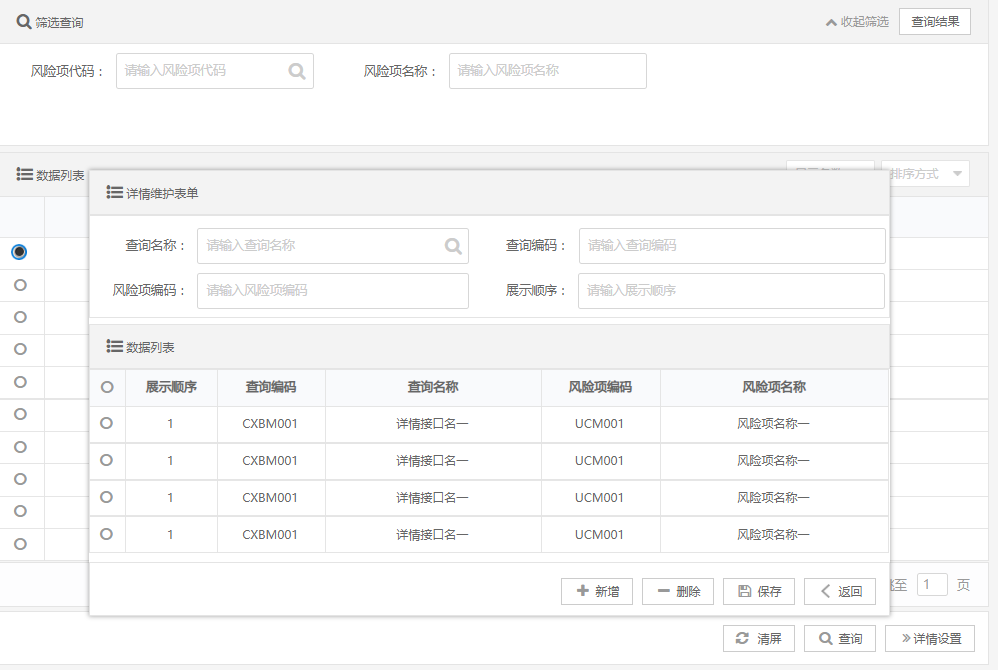 筛选查询 收起筛选 查询结果
风险项代码： 请输入风险项代码 风险项名称： 请输入风险项名称
数据列表 排序方式
详情维护表单
查询名称： 请输入查询名称 查询编码： 请输入查询编码
风险项编码： 请输入风险项编码 展示顺序： 请输入展示顺序
数据列表
展示顺序 查询编码 查询名称 风险项编码 风险项名称
1 CXBM001 详情接口名一 UCM001 风险项名称一
1 CXBM001 详情接口名一 UCM001 风险项名称一
1 CXBM001 详情接口名一 UCM001 风险项名称一
1 CXBM001 详情接口名一 UCM001 风险项名称一
新增 删除 保存 返回 至 1 页
清屏 查询 详情设置